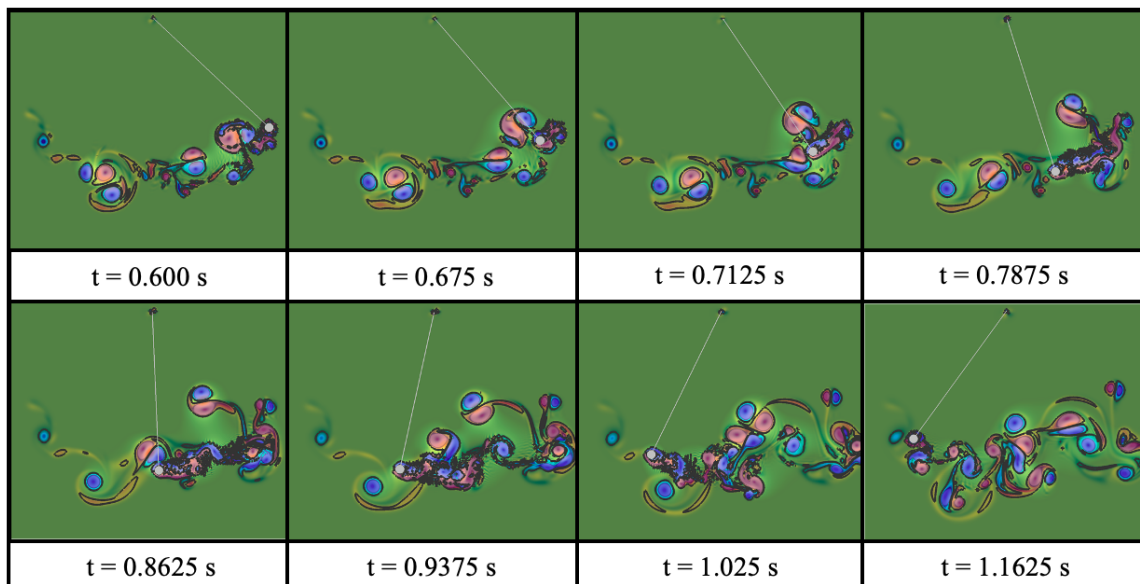 t = 0.600 s
t = 0.675 s
t = 0.7125 s
t = 0.7875 s
t = 0.8625 s
t = 0.9375 s
t = 1.025 s
t = 1.1625 s